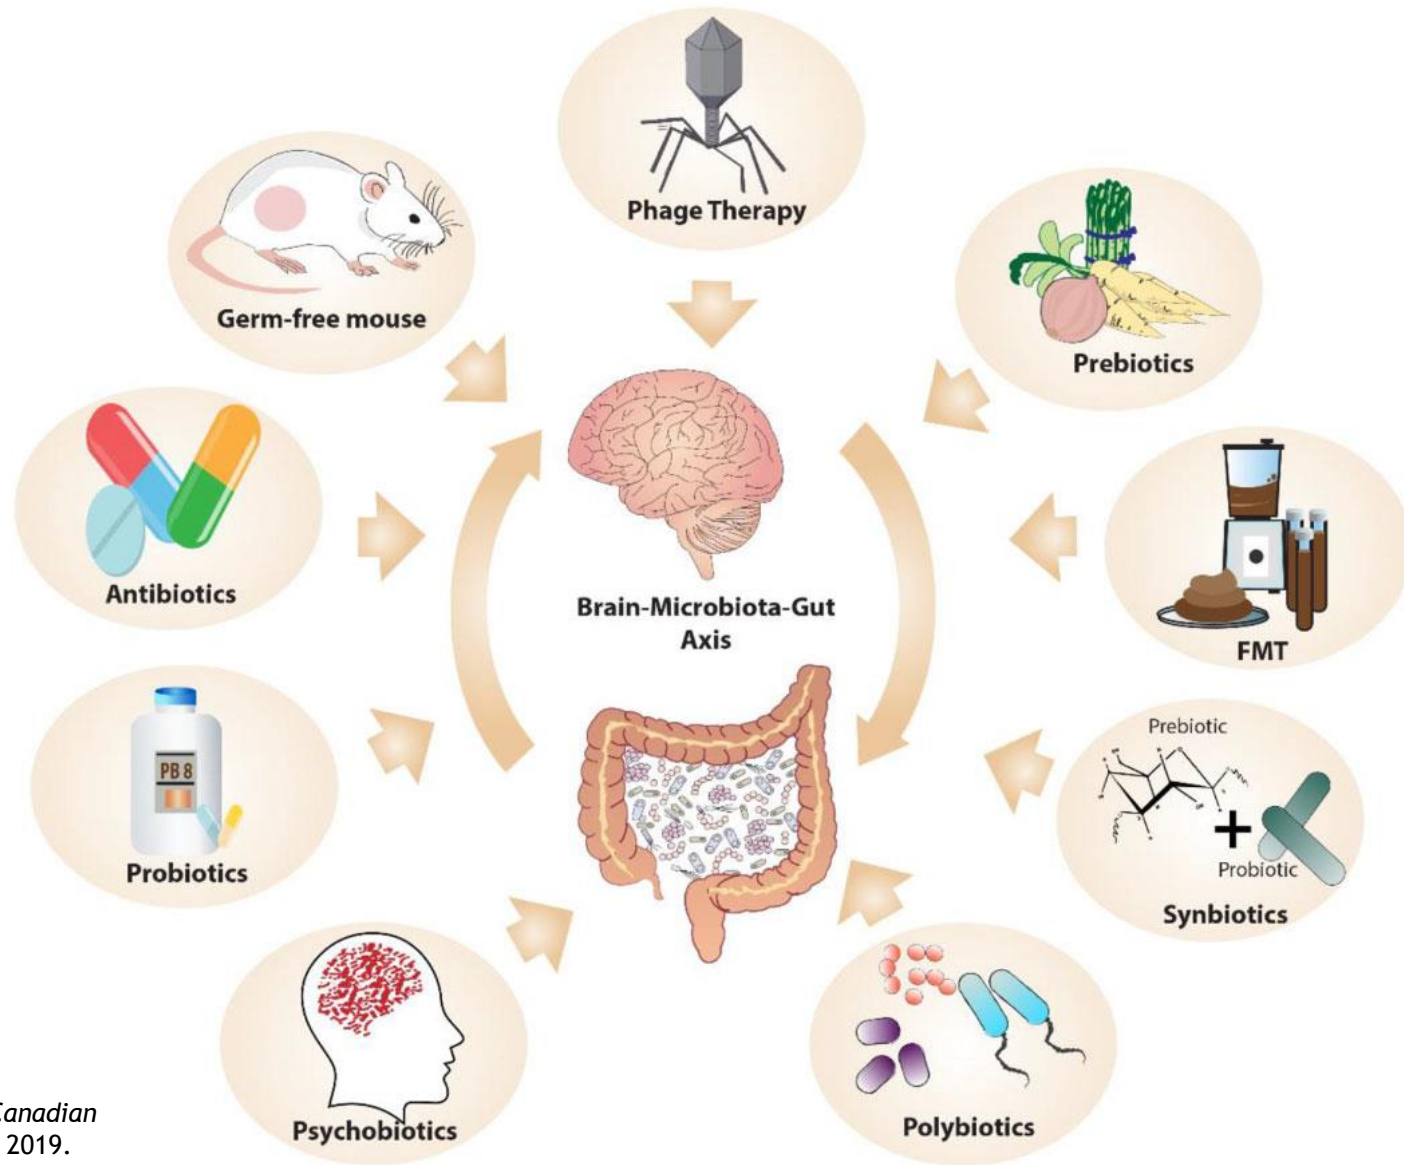 Phage Therapy
Germ-free mouse
Prebiotics
Antibiotics
Brain-Microbiota-Gut
Axis
FMT
Prebiotic
+
Probiotic
Synbiotics
PB 8
Probiotics
Psychobiotics
Polybiotics
Canadian
2019.